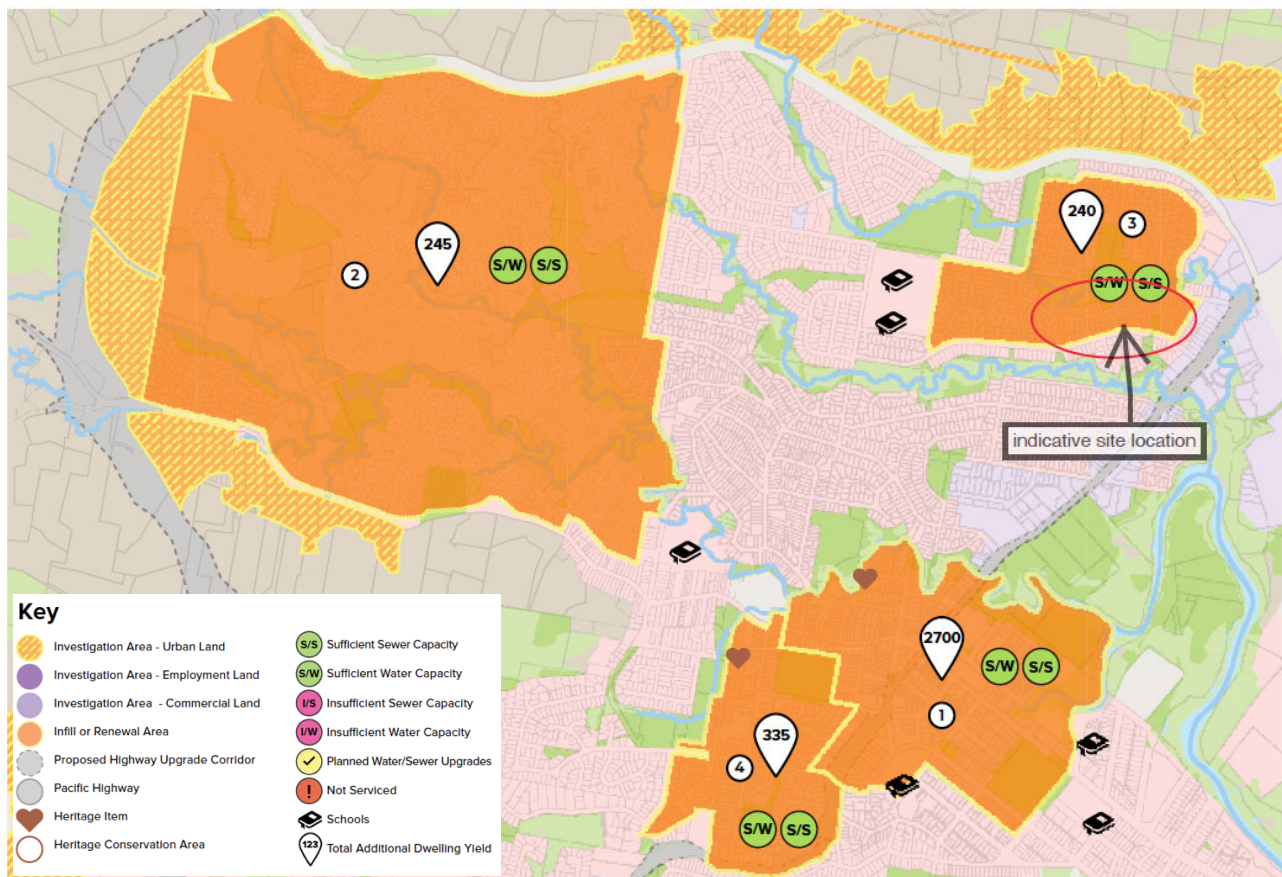 240
3
245
S/W
S/S
2
S/W
S/S
indicative site location
2700
S/W
S/S
1
335
4
S/W
S/S
Key
Investigation Area - Urban Land
Investigation Area - Employment Land
Investigation Area - Commercial Land
Infill or Renewal Area
Proposed Highway Upgrade Corridor
Pacific Highway
Heritage Item
Heritage Conservation Area
S/S Sufficient Sewer Capacity
S/W Sufficient Water Capacity
I/S Insufficient Sewer Capacity
I/W Insufficient Water Capacity
Planned Water/Sewer Upgrades
! Not Serviced
Schools
123 Total Additional Dwelling Yield